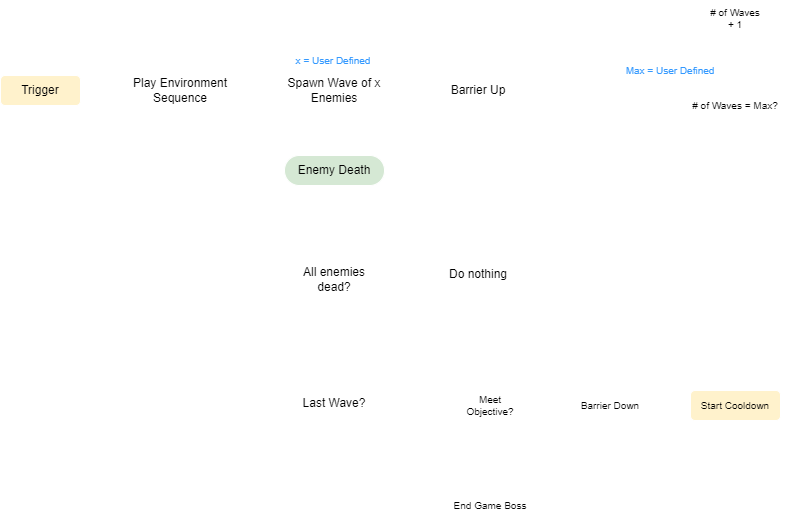 # of Waves
+ 1
x = User Defined
Max = User Defined
Trigger
Play Environment
Sequence
Spawn Wave of x
Enemies
Barrier Up
# of Waves = Max?
Enemy Death
All enemies
dead?
Do nothing
Last Wave?
Meet
Objective?
Barrier Down
Start Cooldown
End Game Boss